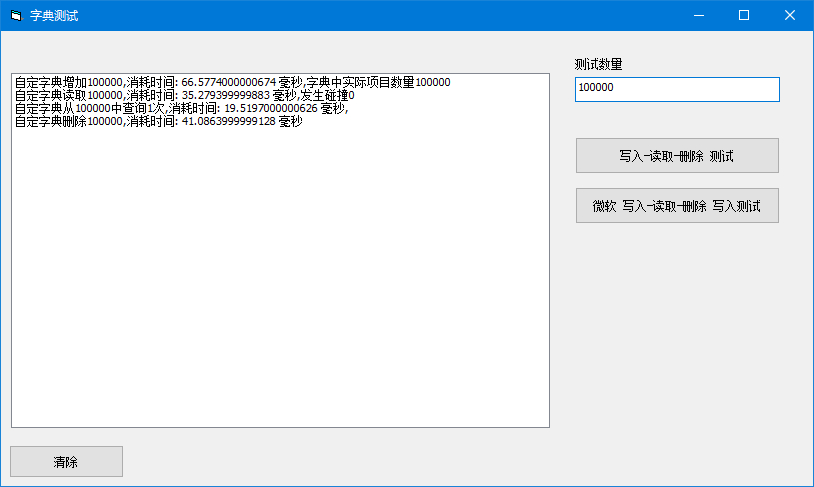 字典测试
测试数量
自定字典增加100000,消耗时间: 66.5774000000674 毫秒,字典中实际项目数量100000
自定字典读取100000,消耗时间: 35.279399999883 毫秒,发生碰撞0
自定字典从100000中查询1次,消耗时间: 19.5197000000626 毫秒,
自定字典删除100000,消耗时间: 41.0863999999128 毫秒
100000
写入-读取-删除 测试
微软 写入-读取-删除 写入测试
清除